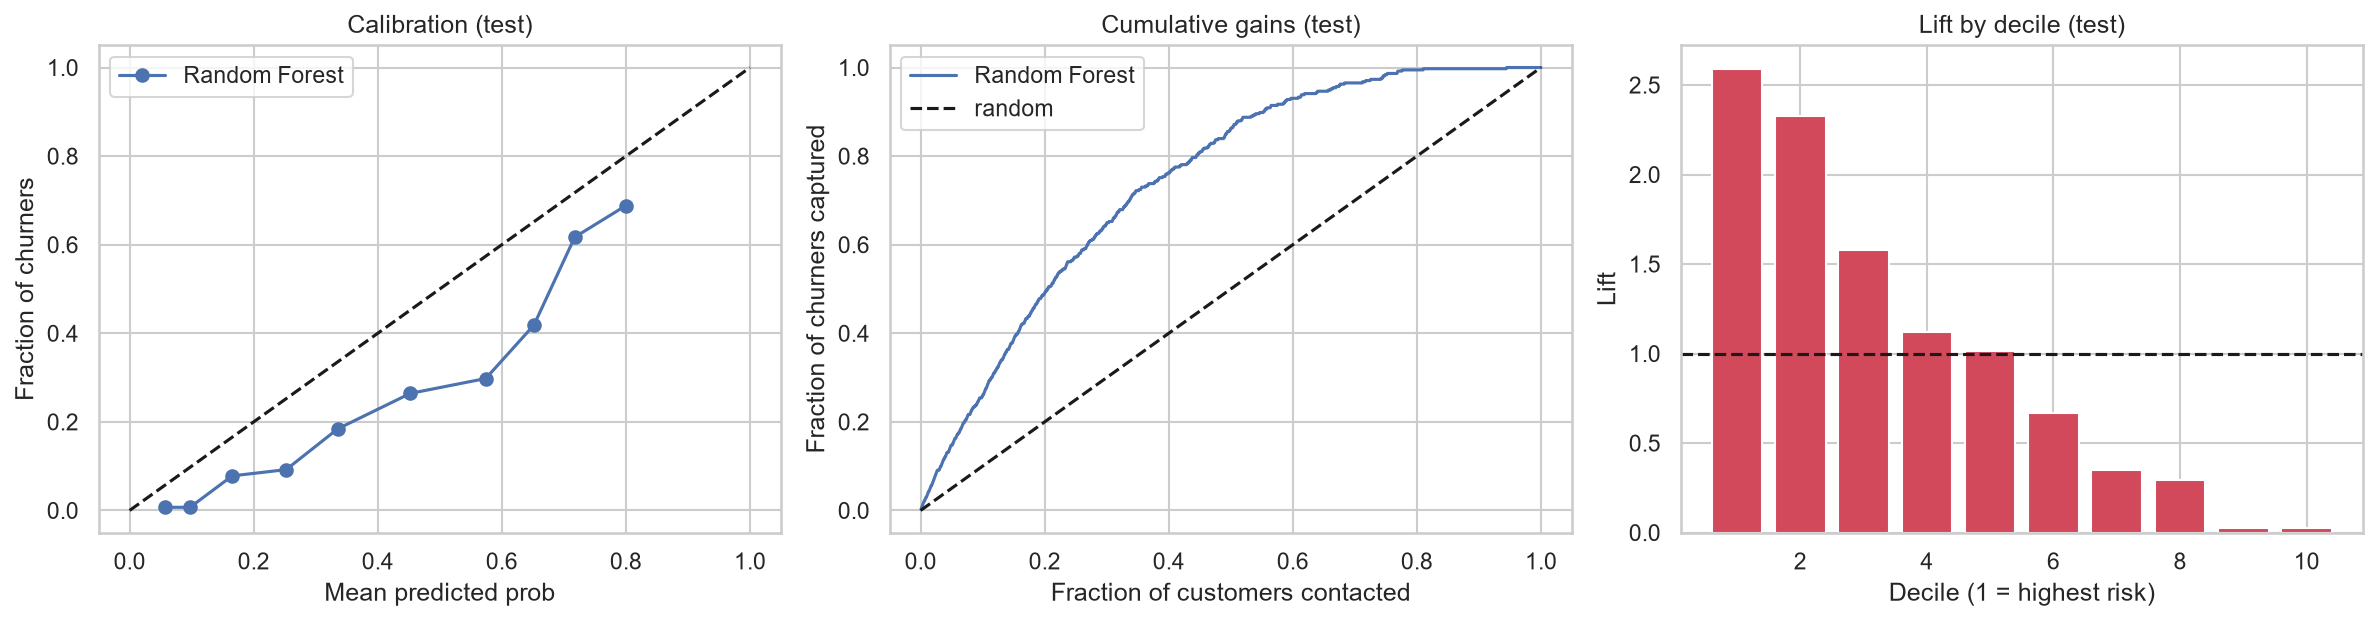 Calibration (test)
Random Forest
1.0
0.8
0.6
0.4
0.2
0.0
Fraction of churners
0.0 0.2 0.4 0.6 0.8 1.0
Mean predicted prob
Cumulative gains (test)
Random Forest
random
1.0
0.8
0.6
0.4
0.2
0.0
Fraction of churners captured
0.0 0.2 0.4 0.6 0.8 1.0
Fraction of customers contacted
Lift by decile (test)
2.5
2.0
1.5
1.0
0.5
0.0
Lift
2 4 6 8 10
Decile (1 = highest risk)